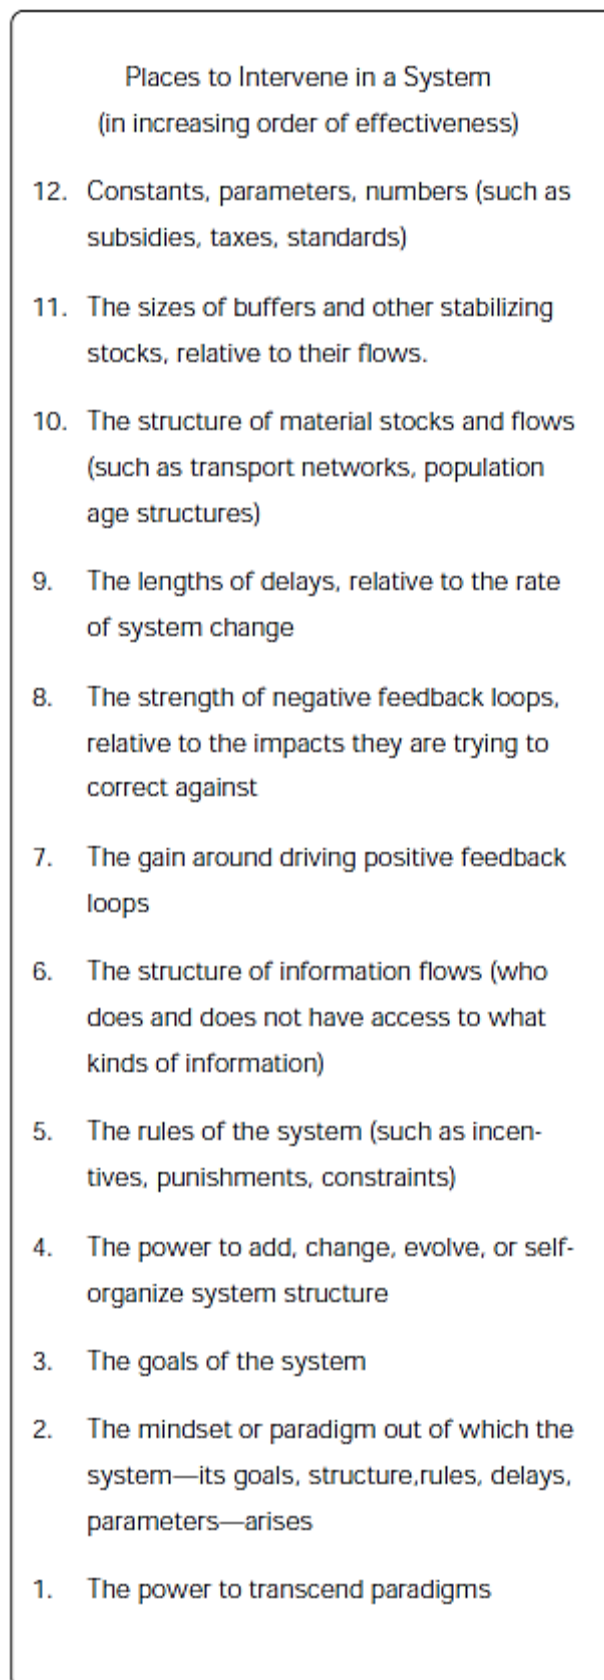 Places to Intervene in a System
(in increasing order of effectiveness)
12. Constants, parameters, numbers (such as
subsidies, taxes, standards)
11. The sizes of buffers and other stabilizing
stocks, relative to their flows.
10. The structure of material stocks and flows
(such as transport networks, population
age structures)
9. The lengths of delays, relative to the rate
of system change
8. The strength of negative feedback loops,
relative to the impacts they are trying to
correct against
7. The gain around driving positive feedback
loops
6. The structure of information flows (who
does and does not have access to what
kinds of information)
5. The rules of the system (such as incen-
tives, punishments, constraints)
4. The power to add, change, evolve, or self-
organize system structure
3. The goals of the system
2. The mindset or paradigm out of which the
system—its goals, structure,rules, delays,
parameters—arises
1. The power to transcend paradigms